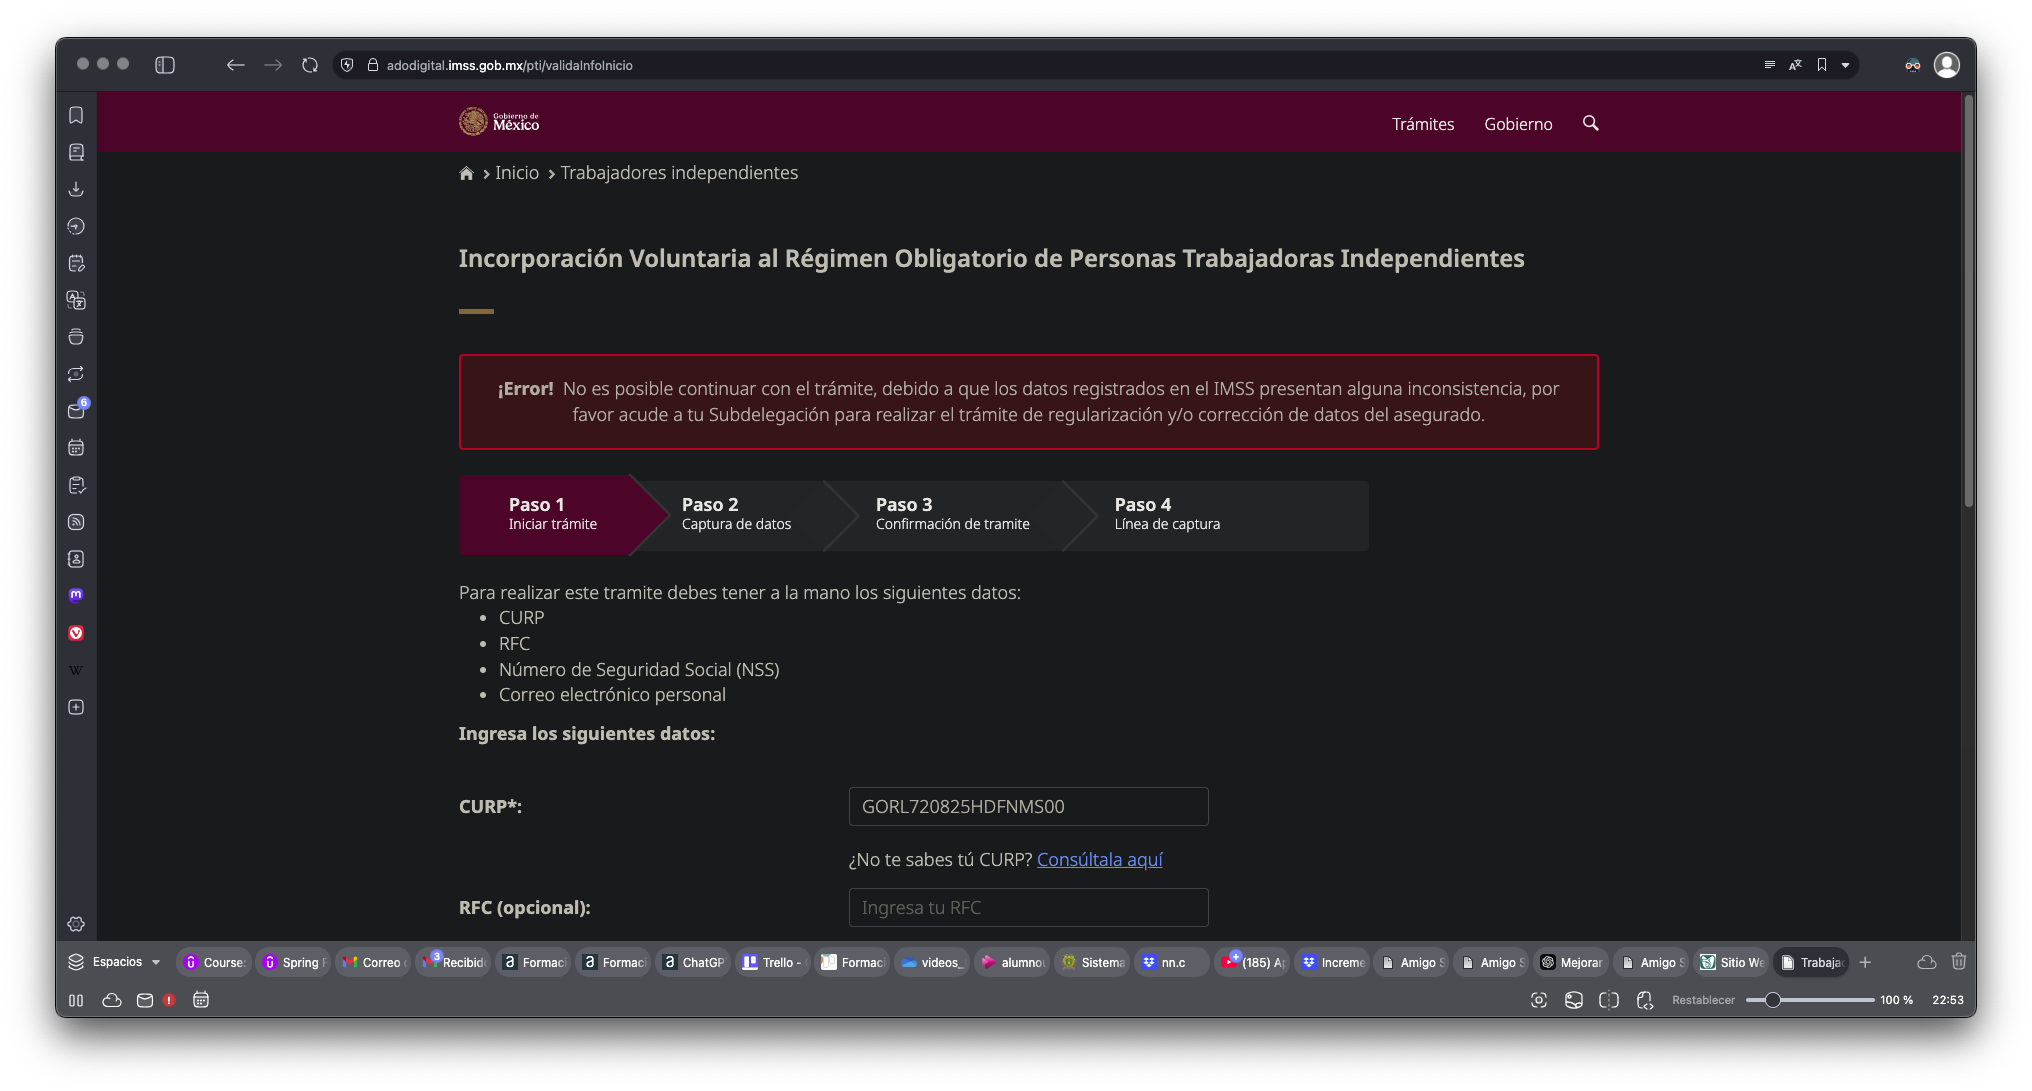 adodigital.imss.gob.mx/pti/validaInfoInicio
Gobierno de
México
Trámites
Gobierno
Inicio
Trabajadores independientes
Incorporación Voluntaria al Régimen Obligatorio de Personas Trabajadoras Independientes
¡Error! No es posible continuar con el trámite, debido a que los datos registrados en el IMSS presentan alguna inconsistencia, por
favor acude a tu Subdelegación para realizar el trámite de regularización y/o corrección de datos del asegurado.
Paso 1
Iniciar trámite
Paso 2
Captura de datos
Paso 3
Confirmación de tramite
Paso 4
Línea de captura
Para realizar este tramite debes tener a la mano los siguientes datos:
CURP
RFC
Número de Seguridad Social (NSS)
Correo electrónico personal
Ingresa los siguientes datos:
CURP*:
GORL720825HDFNMS00
¿No te sabes tú CURP? Consúltala aquí
RFC (opcional):
Ingresa tu RFC
6
W
Espacios
Course:
Spring F
Correo
3
Recibido
Formaci
Formaci
ChatGP
Trello -
Formaci
videos_
alumno
Sistema
nn.c
(185) A
Increme
Amigo S
Amigo S
Mejorar
Amigo S
Sitio We
Trabajac
Restablecer
100 %
22:53